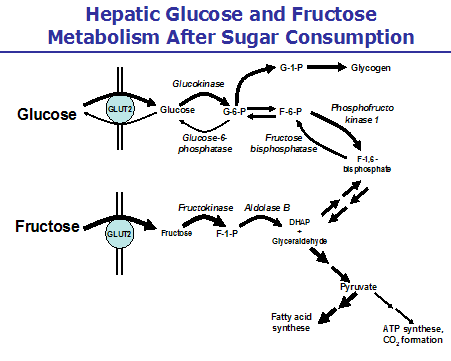 Hepatic Glucose and Fructose
Metabolism After Sugar Consumption
G-1-P
Glycogen
Glucokinase
GLUT2
Glucose
Glucose
G-6-P
F-6-P
Phosphofructo
kinase 1
Glucose-6-
phosphatase
Fructose
bisphosphatase
F-1,6-
bisphosphate
Fructokinase
Aldolase B
Fructose
GLUT2
Fructose
F-1-P
DHAP
+
Glyceraldehyde
Pyruvate
Fatty acid
synthese
ATP synthese,
CO2 formation